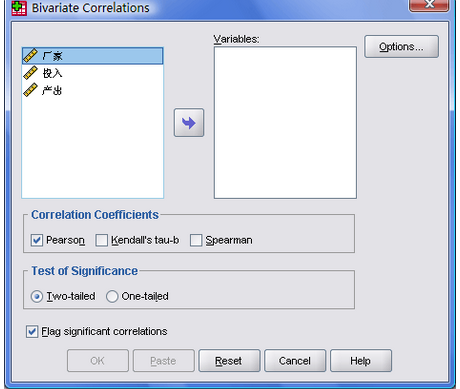 Bivariate Correlations
Variables:
Options...
厂家
投入
产出
Correlation Coefficients
Pearson Kendall's tau-b Spearman
Test of Significance
Two-tailed One-tailed
Flag significant correlations
OK Paste Reset Cancel Help